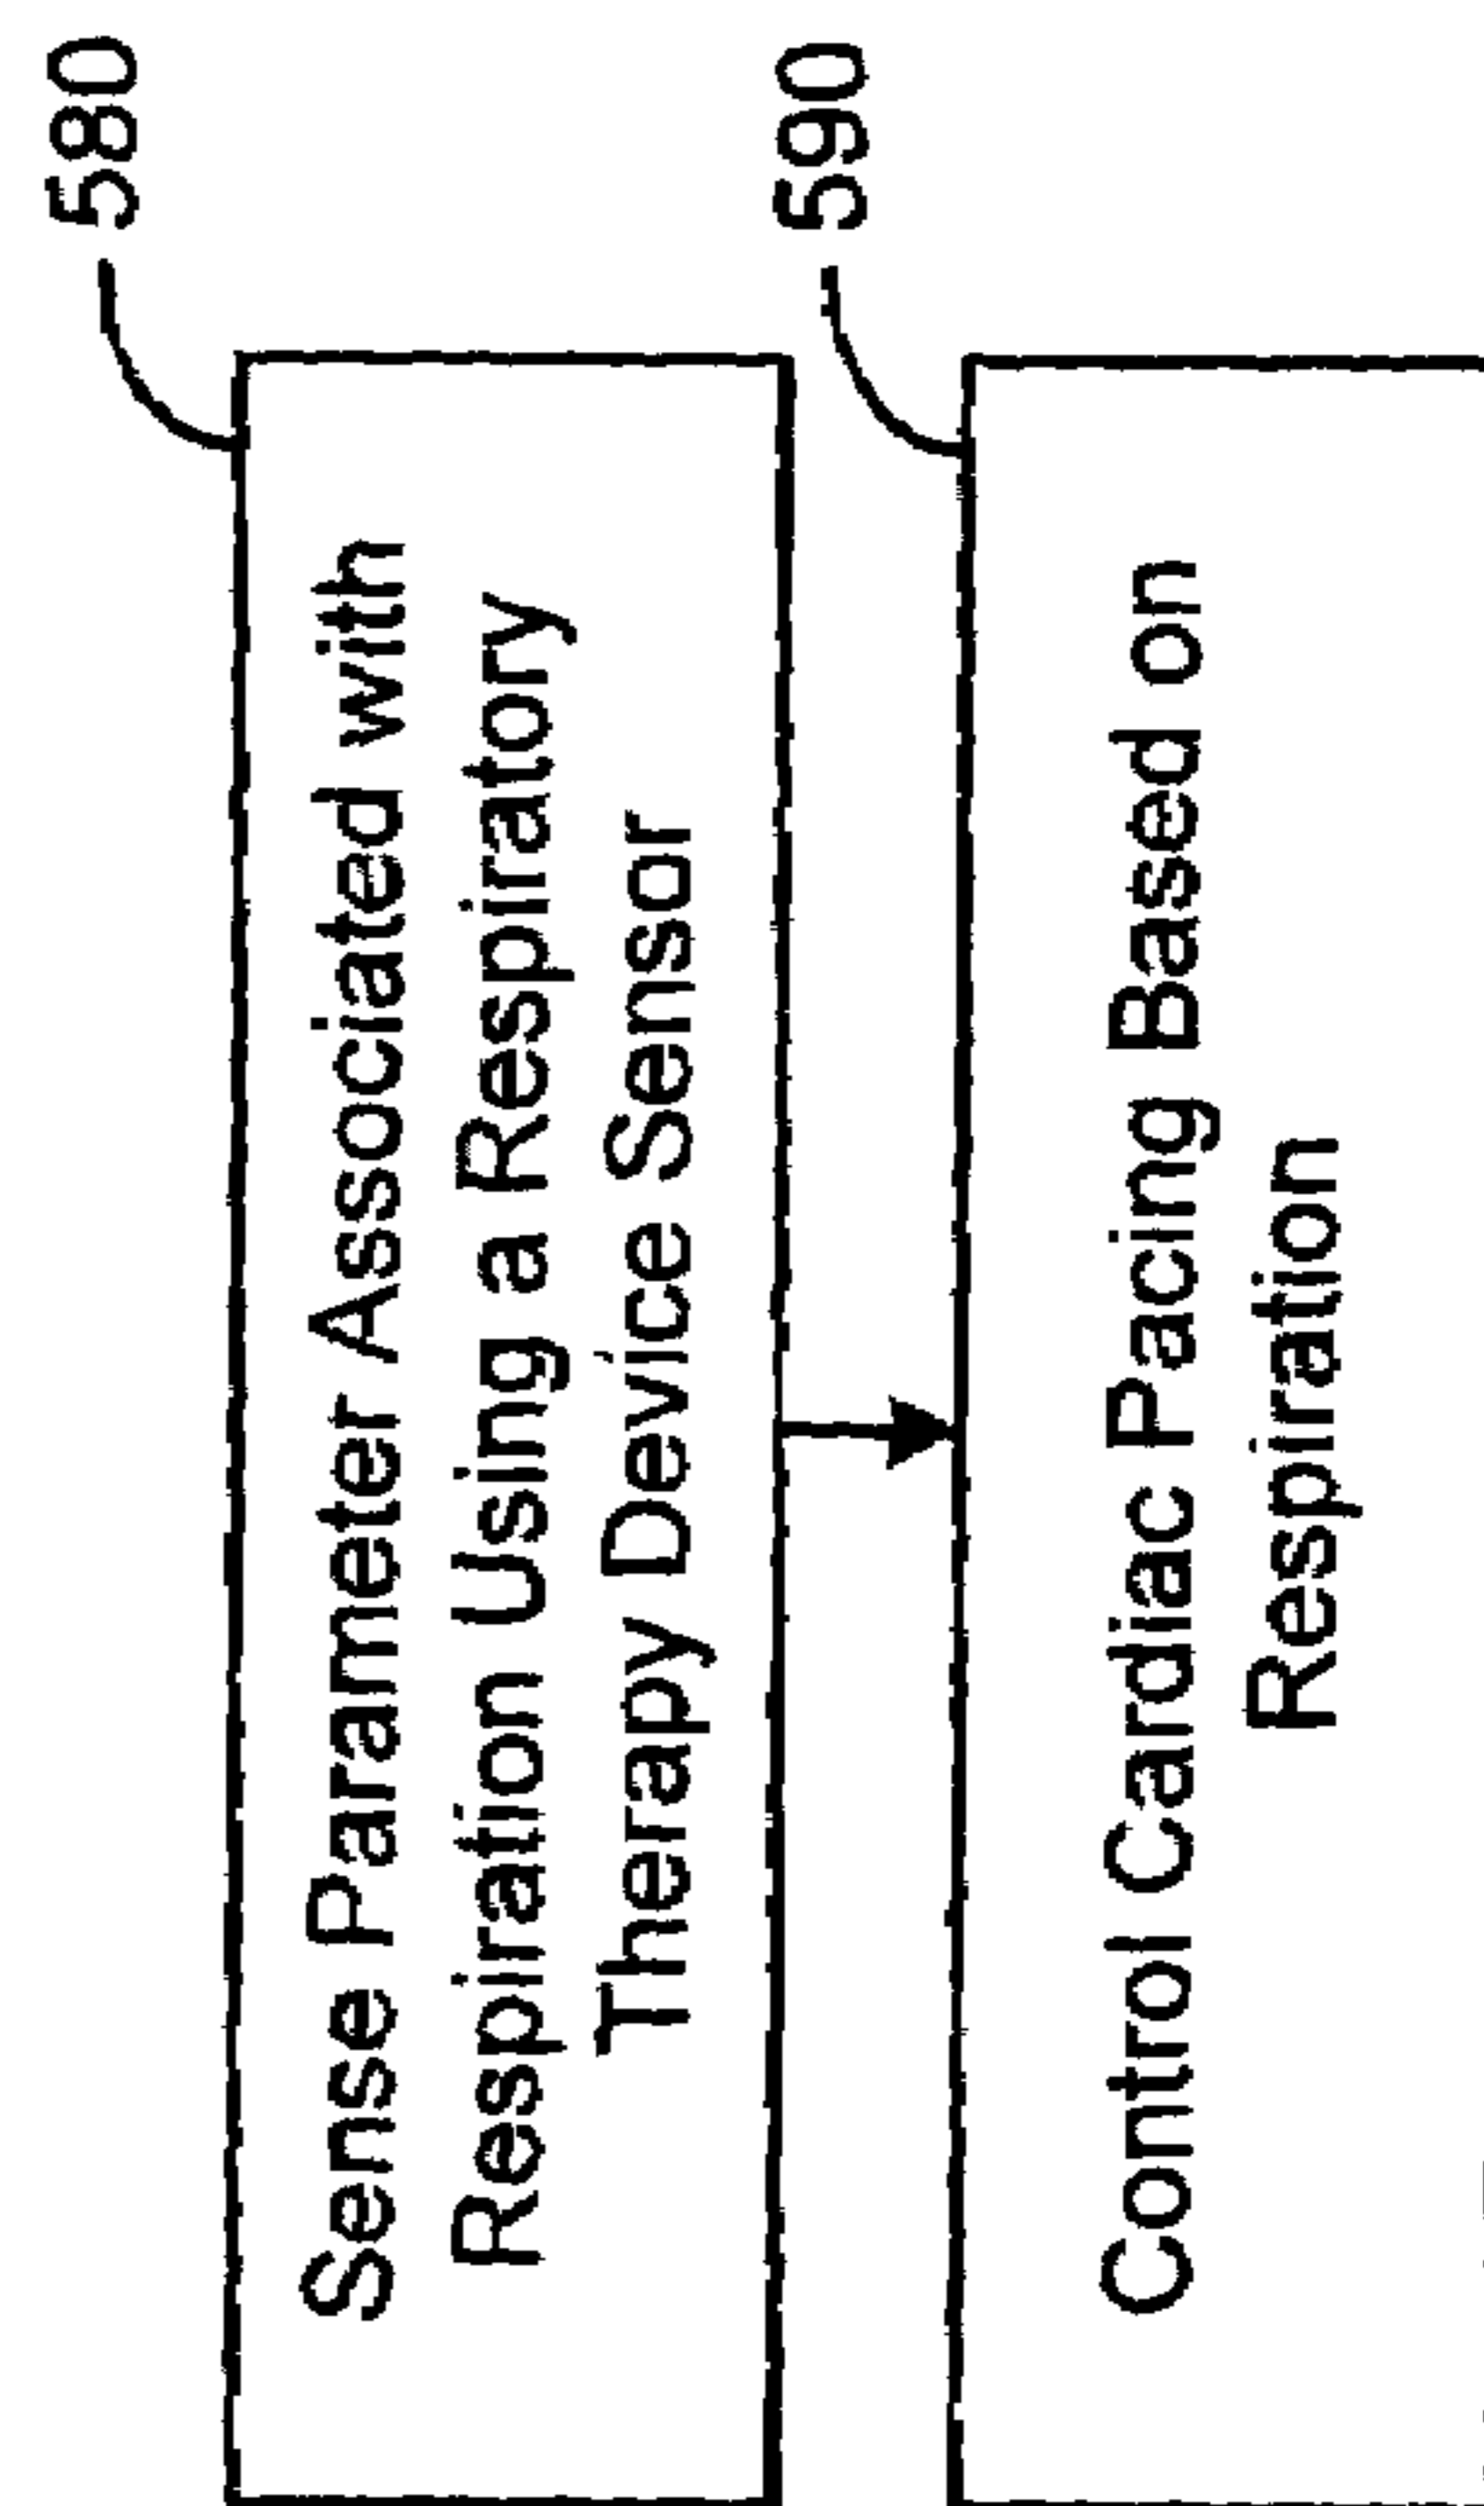 580
Sense Parameter Associated with
Respiration Using a Respiratory
Therapy Device Sensor
590
Control Cardiac Pacing Based on
Respiration